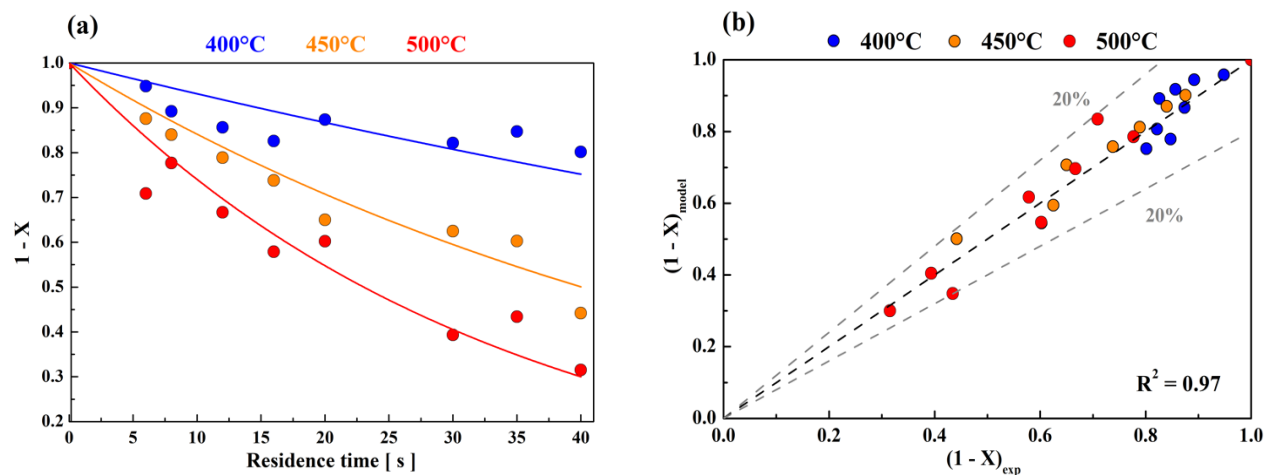 (a)
400°C 450°C 500°C
1.0
0.9
0.8
0.7
0.6
0.5
0.4
0.3
0.2
1 - X
0 5 10 15 20 25 30 35 40
Residence time [ s ]
(b)
400°C 450°C 500°C
1.0
0.8
0.6
0.4
0.2
0.0
(1 - X)model
20%
20%
R² = 0.97
0.0 0.2 0.4 0.6 0.8 1.0
(1 - X)exp